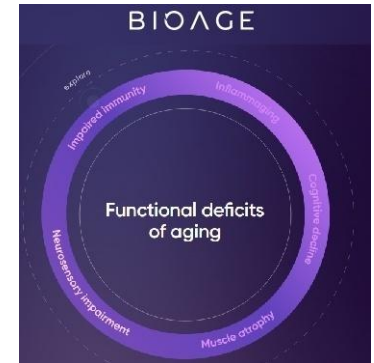 BIOAGE
explore
Impaired immunity
Inflammaging
Functional deficits
of aging
Cognitive decline
Neurosensory impairment
Muscle atrophy